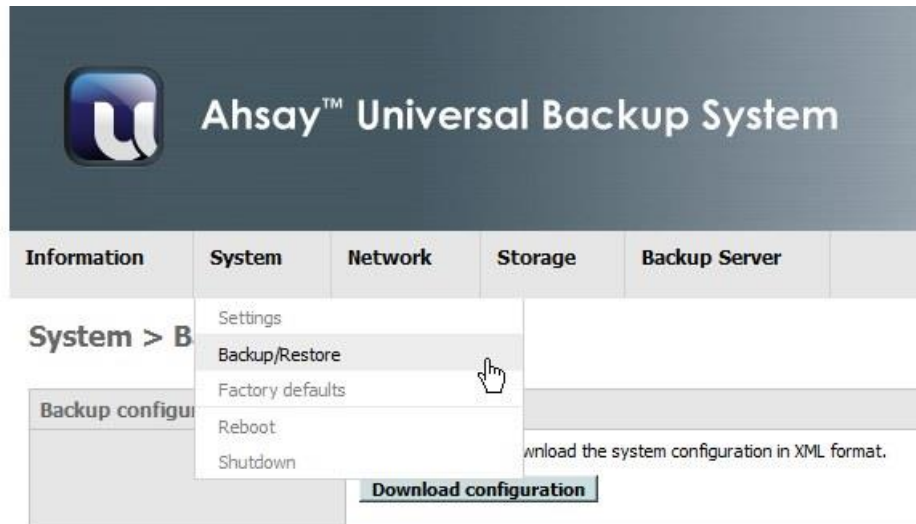 Ahsay™ Universal Backup System
Information System Network Storage Backup Server
Settings
System > B
Backup/Restore
Factory defaults
Backup configu
Reboot
wnload the system configuration in XML format.
Shutdown
Download configuration